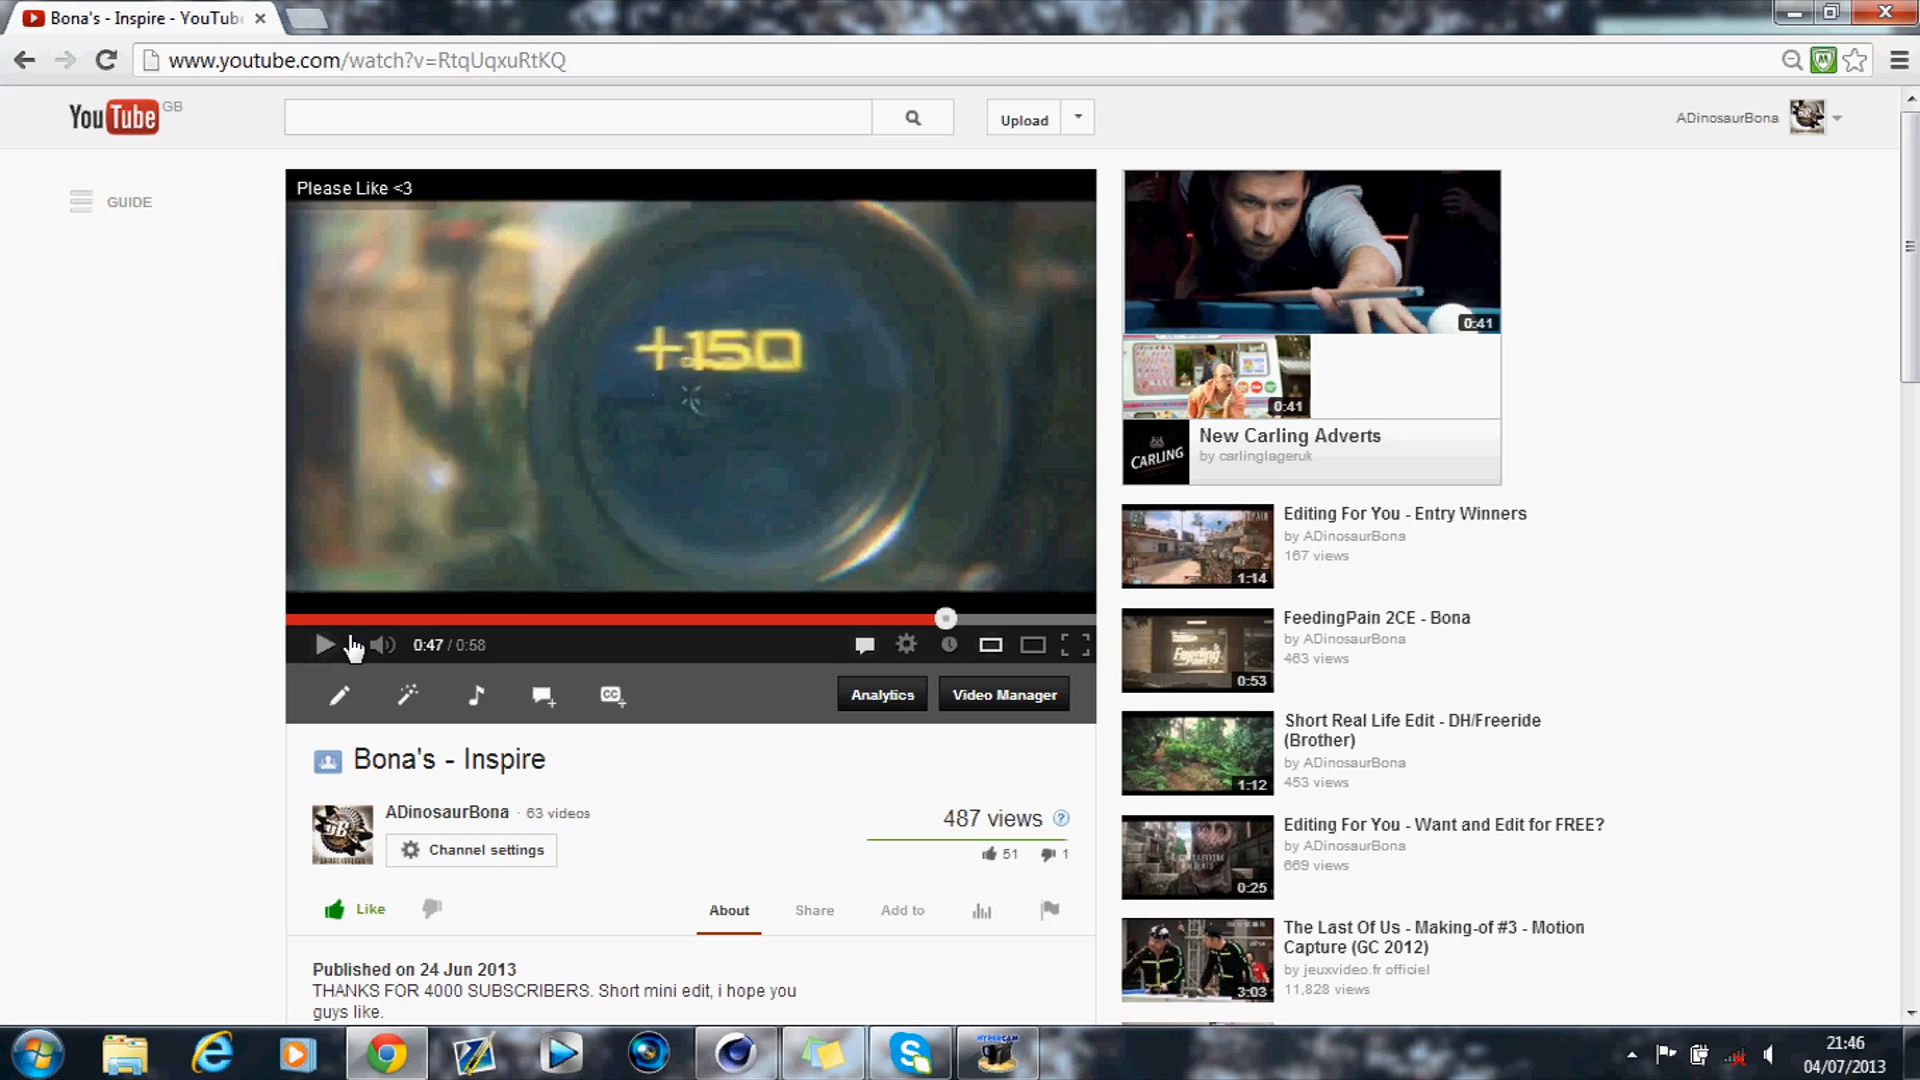 Bona's - Inspire - YouTub
www.youtube.com/watch?v=RtqUqxuRtKQ
YouTube GB
Upload
ADinosaurBona
GUIDE
Please Like <3
+150
0:47 / 0:58
Analytics
Video Manager
Bona's - Inspire
ADinosaurBona · 63 videos
Channel settings
487 views
51
1
Like
About
Share
Add to
Published on 24 Jun 2013
THANKS FOR 4000 SUBSCRIBERS. Short mini edit, i hope you
guys like.
0:41
0:41
CARLING
New Carling Adverts
by carlinglageruk
1:14
Editing For You - Entry Winners
by ADinosaurBona
167 views
Feeding
0:53
FeedingPain 2CE - Bona
by ADinosaurBona
463 views
1:12
Short Real Life Edit - DH/Freeride
(Brother)
by ADinosaurBona
453 views
0:25
Editing For You - Want and Edit for FREE?
by ADinosaurBona
669 views
3:03
The Last Of Us - Making-of #3 - Motion
Capture (GC 2012)
by jeuxvideo.fr officiel
11,828 views
HYPERCAM
21:46
04/07/2013